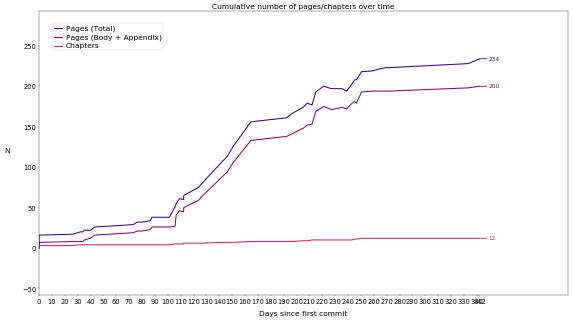 Cumulative number of pages/chapters over time
Pages (Total)
Pages (Body + Appendix)
Chapters
250
200
150
100
50
0
−50
N
234
200
12
0 10 20 30 40 50 60 70 80 90 100 110 120 130 140 150 160 170 180 190 200 210 220 230 240 250 260 270 280 290 300 310 320 330 340 342
Days since first commit